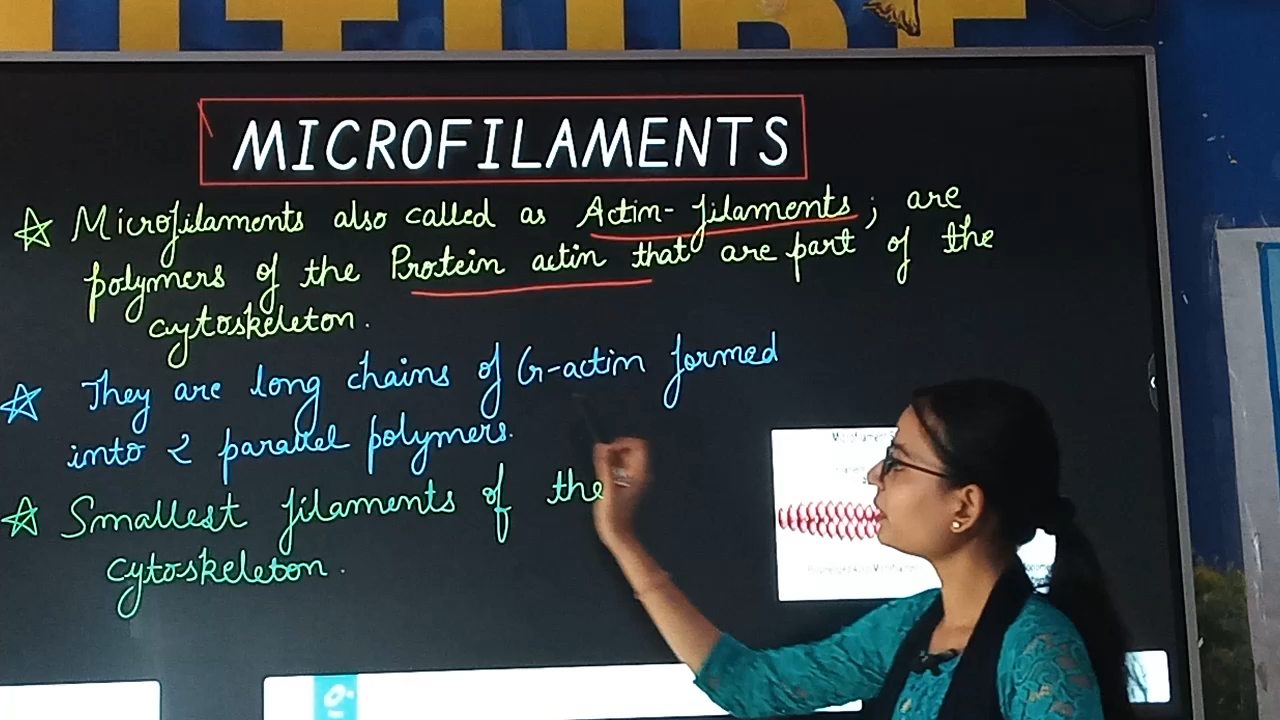 MICROFILAMENTS
☆ Microfilaments also called as Actin-filaments; are
polymers of the Protein actin that are part of the
cytoskeleton.
☆ They are long chains of G-actin formed
into 2 parallel polymers.
☆ Smallest filaments of the
cytoskeleton.